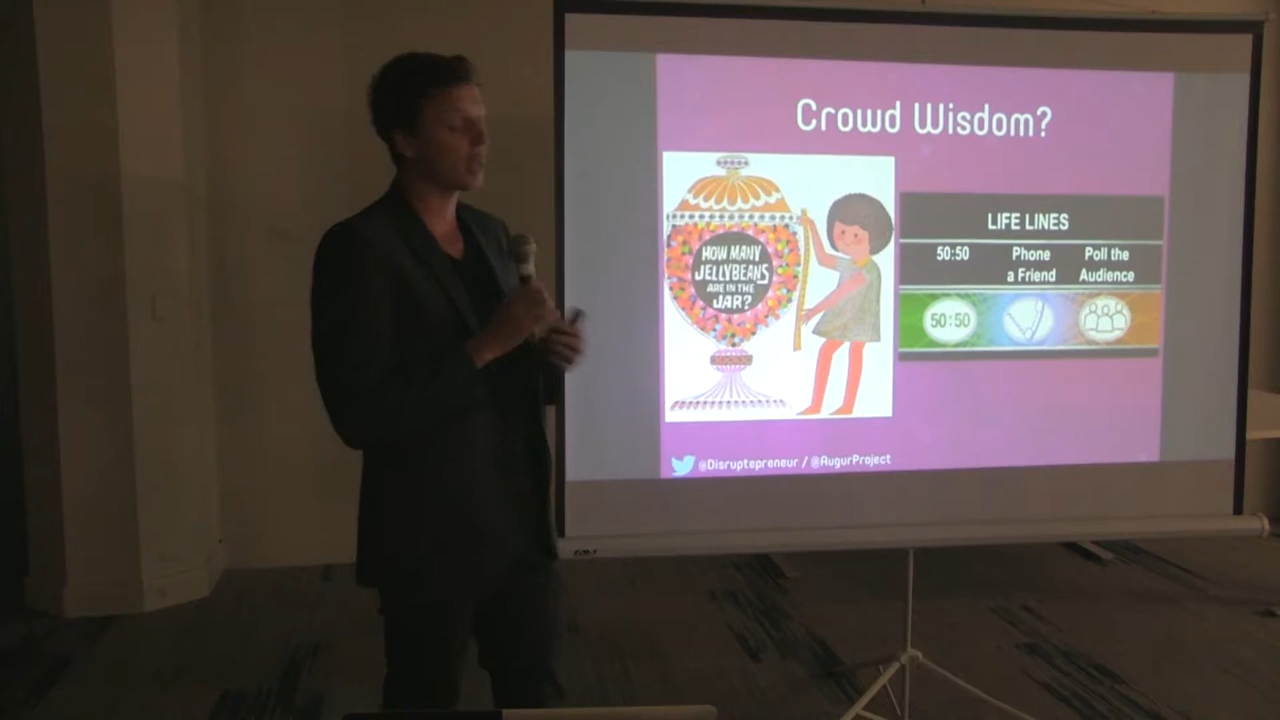 Crowd Wisdom?
HOW MANY
JELLYBEANS
ARE IN THE
JAR?
LIFE LINES
50:50
Phone
a Friend
Poll the
Audience
50:50
@Disruptepreneur / @AugurProject